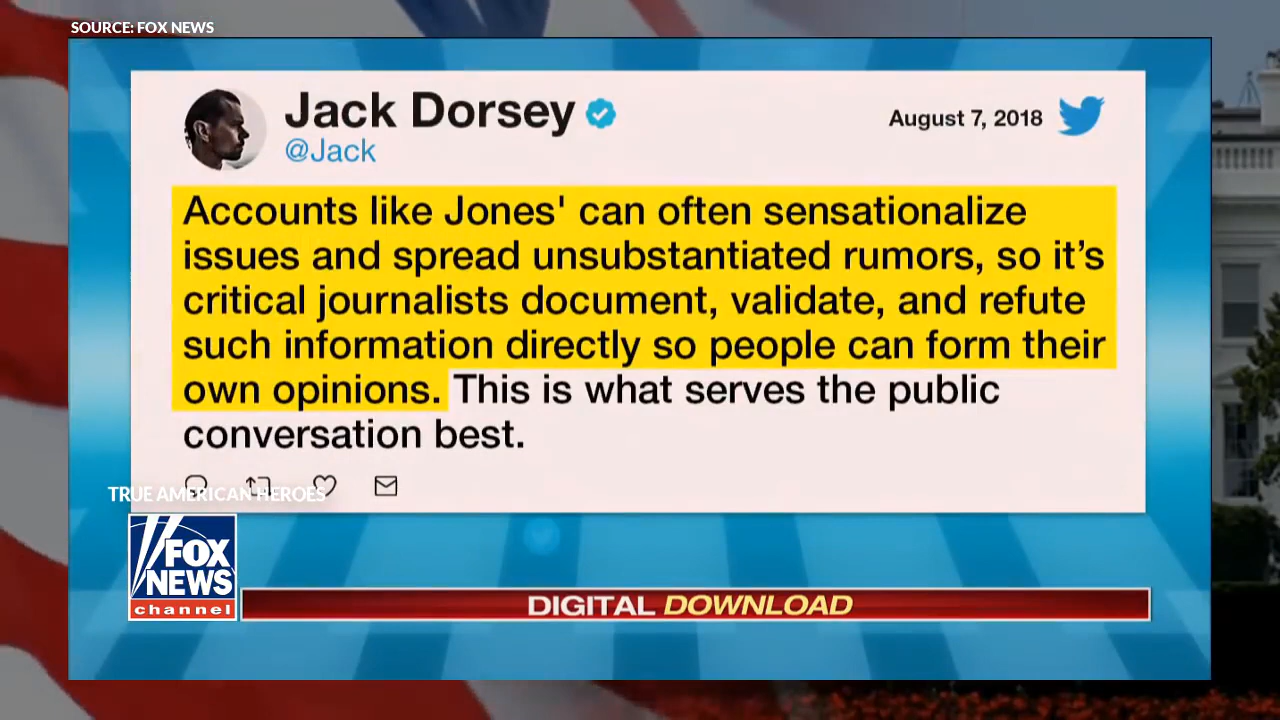 SOURCE: FOX NEWS
Jack Dorsey
@Jack
August 7, 2018
Accounts like Jones' can often sensationalize
issues and spread unsubstantiated rumors, so it’s
critical journalists document, validate, and refute
such information directly so people can form their
own opinions. This is what serves the public
conversation best.
TRUE AMERICAN HEROES
FOX
NEWS
channel
DIGITAL DOWNLOAD